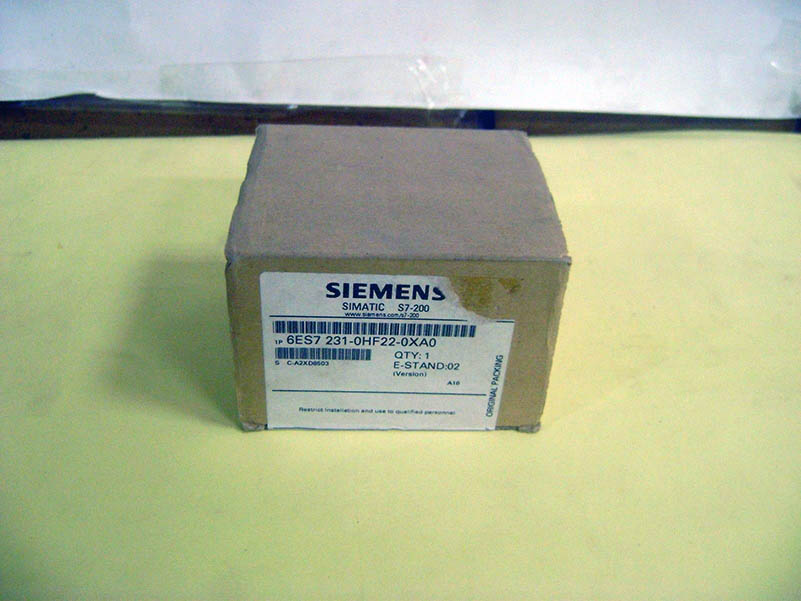 SIEMENS
SIMATIC S7-200
www.siemens.com/s7-200
1P 6ES7 231-0HF22-0XA0
QTY: 1
S C-A2XD8503
E-STAND:02
(Version)
A10
Restrict installation and use to qualified personnel
ORIGINAL PACKING